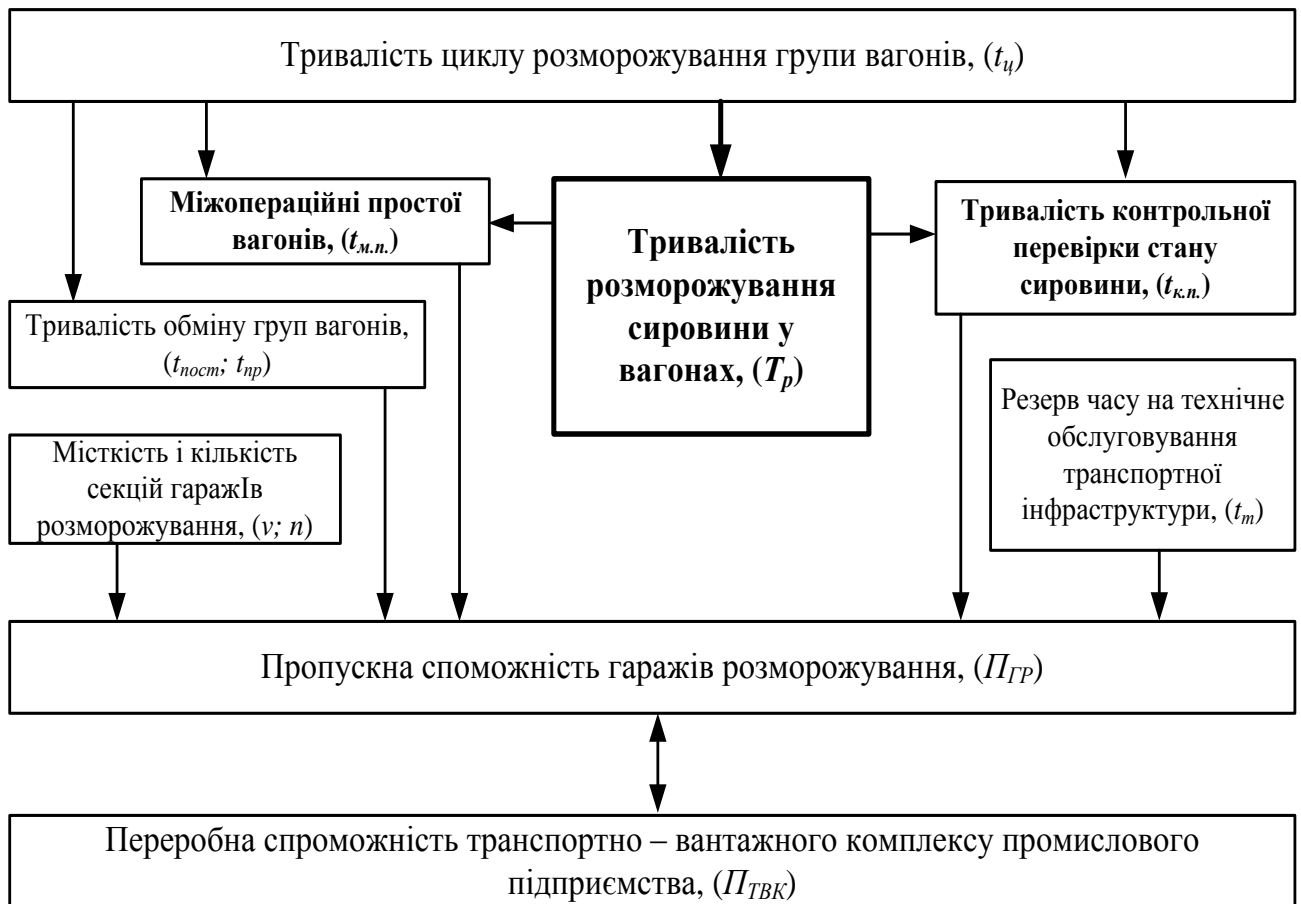 Тривалість циклу розморожування групи вагонів, (tц)
Міжопераційні простої
вагонів, (tм.п.)
Тривалість
розморожування
сировини у
вагонах, (Tр)
Тривалість контрольної
перевірки стану
сировини, (tк.п.)
Тривалість обміну груп вагонів,
(tпост; tпр)
Резерв часу на технічне
обслуговування
транспортної
інфраструктури, (tт)
Місткість і кількість
секцій гаражІв
розморожування, (v; n)
Пропускна споможність гаражів розморожування, (ПГР)
Переробна спроможність транспортно – вантажного комплексу промислового
підприємства, (ПТВК)